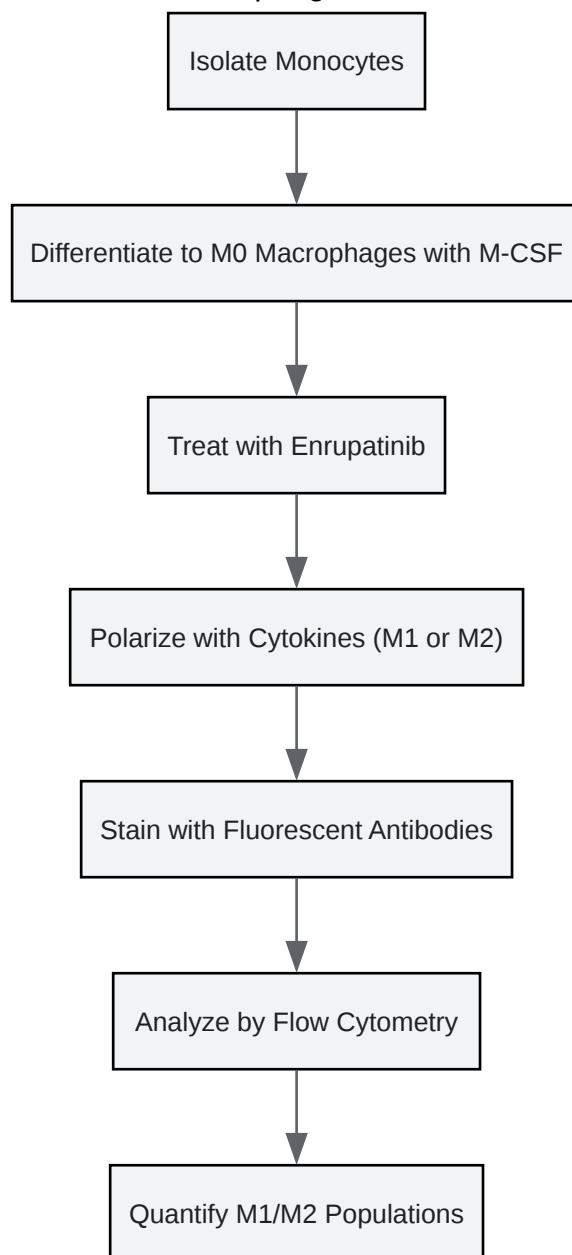 Isolate Monocytes
Differentiate to M0 Macrophages with M-CSF
Treat with Enrupatinib
Polarize with Cytokines (M1 or M2)
Stain with Fluorescent Antibodies
Analyze by Flow Cytometry
Quantify M1/M2 Populations